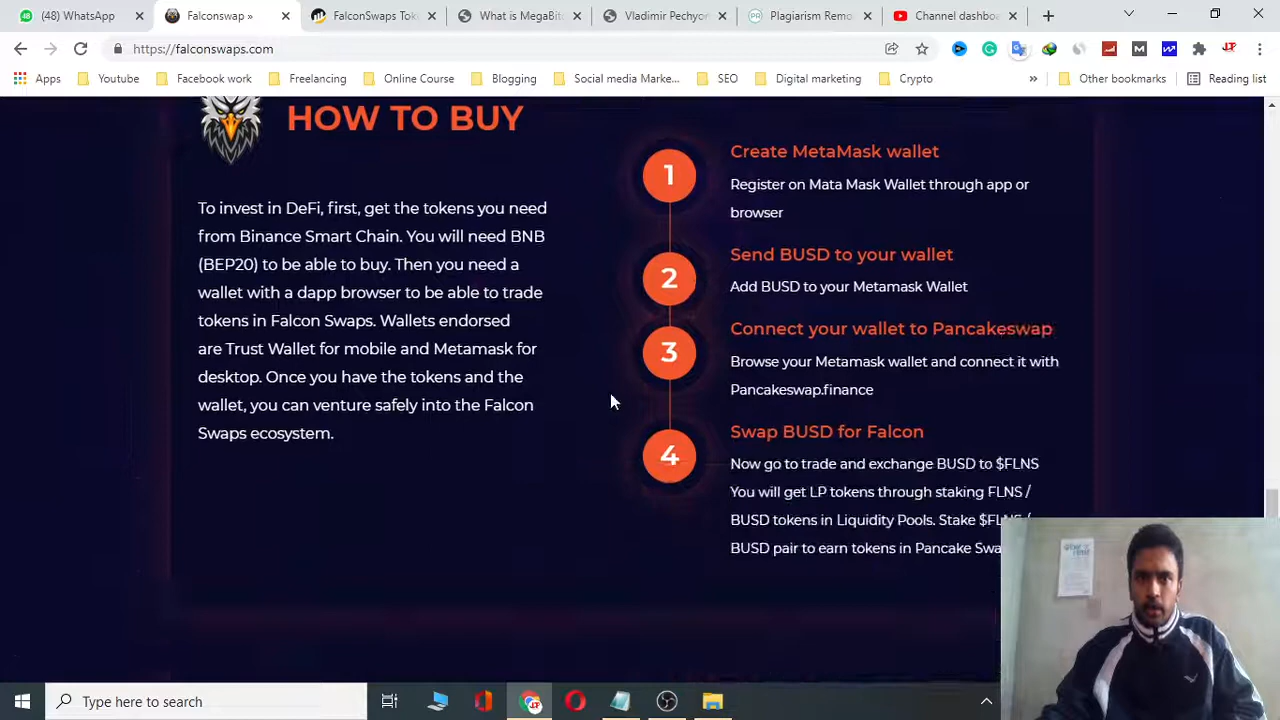 (48) WhatsApp
Falconswap »
FalconSwaps Tok
What is MegaBit
Vladimir Pechyor
Plagiarism Remo
Channel dashboa
https://falconswaps.com
Apps
Youtube
Facebook work
Freelancing
Online Course
Blogging
Social media Marke...
SEO
Digital marketing
Crypto
»
Other bookmarks
Reading list
HOW TO BUY
To invest in DeFi, first, get the tokens you need
from Binance Smart Chain. You will need BNB
(BEP20) to be able to buy. Then you need a
wallet with a dapp browser to be able to trade
tokens in Falcon Swaps. Wallets endorsed
are Trust Wallet for mobile and Metamask for
desktop. Once you have the tokens and the
wallet, you can venture safely into the Falcon
Swaps ecosystem.
1
Create MetaMask wallet
Register on Mata Mask Wallet through app or
browser
2
Send BUSD to your wallet
Add BUSD to your Metamask Wallet
3
Connect your wallet to Pancakeswap
Browse your Metamask wallet and connect it with
Pancakeswap.finance
4
Swap BUSD for Falcon
Now go to trade and exchange BUSD to $FLNS
You will get LP tokens through staking FLNS /
BUSD tokens in Liquidity Pools. Stake $FLNS /
BUSD pair to earn tokens in Pancake Swa
Type here to search